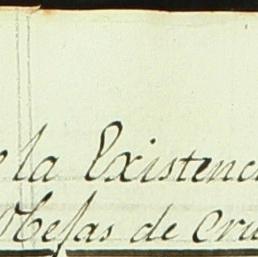 la Existenc
Mesas de Cru